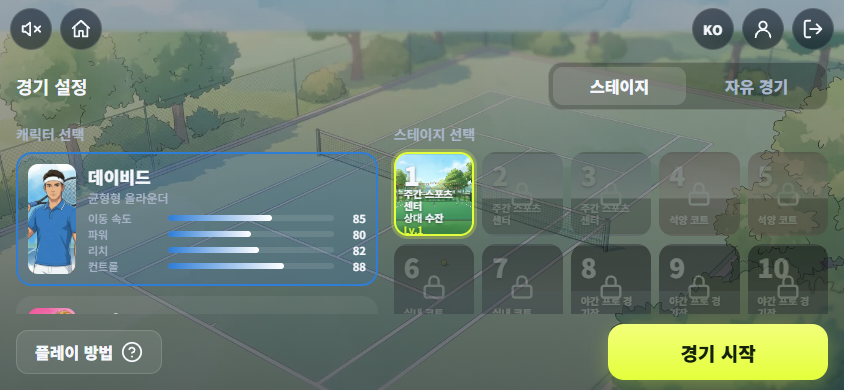 KO
경기 설정
스테이지
자유 경기
캐릭터 선택
스테이지 선택
데이비드
균형형 올라운더
이동 속도
85
파워
80
리치
82
컨트롤
88
1
주간 스포츠
센터
상대 수잔
Lv.1
2
주간 스포츠
센터
3
주간 스포츠
센터
4
석양 코트
5
석양 코트
6
실내 코트
7
실내 코트
8
야간 프로 경
기장
9
야간 프로 경
기장
10
야간 프로 경
기장
플레이 방법 ?
경기 시작